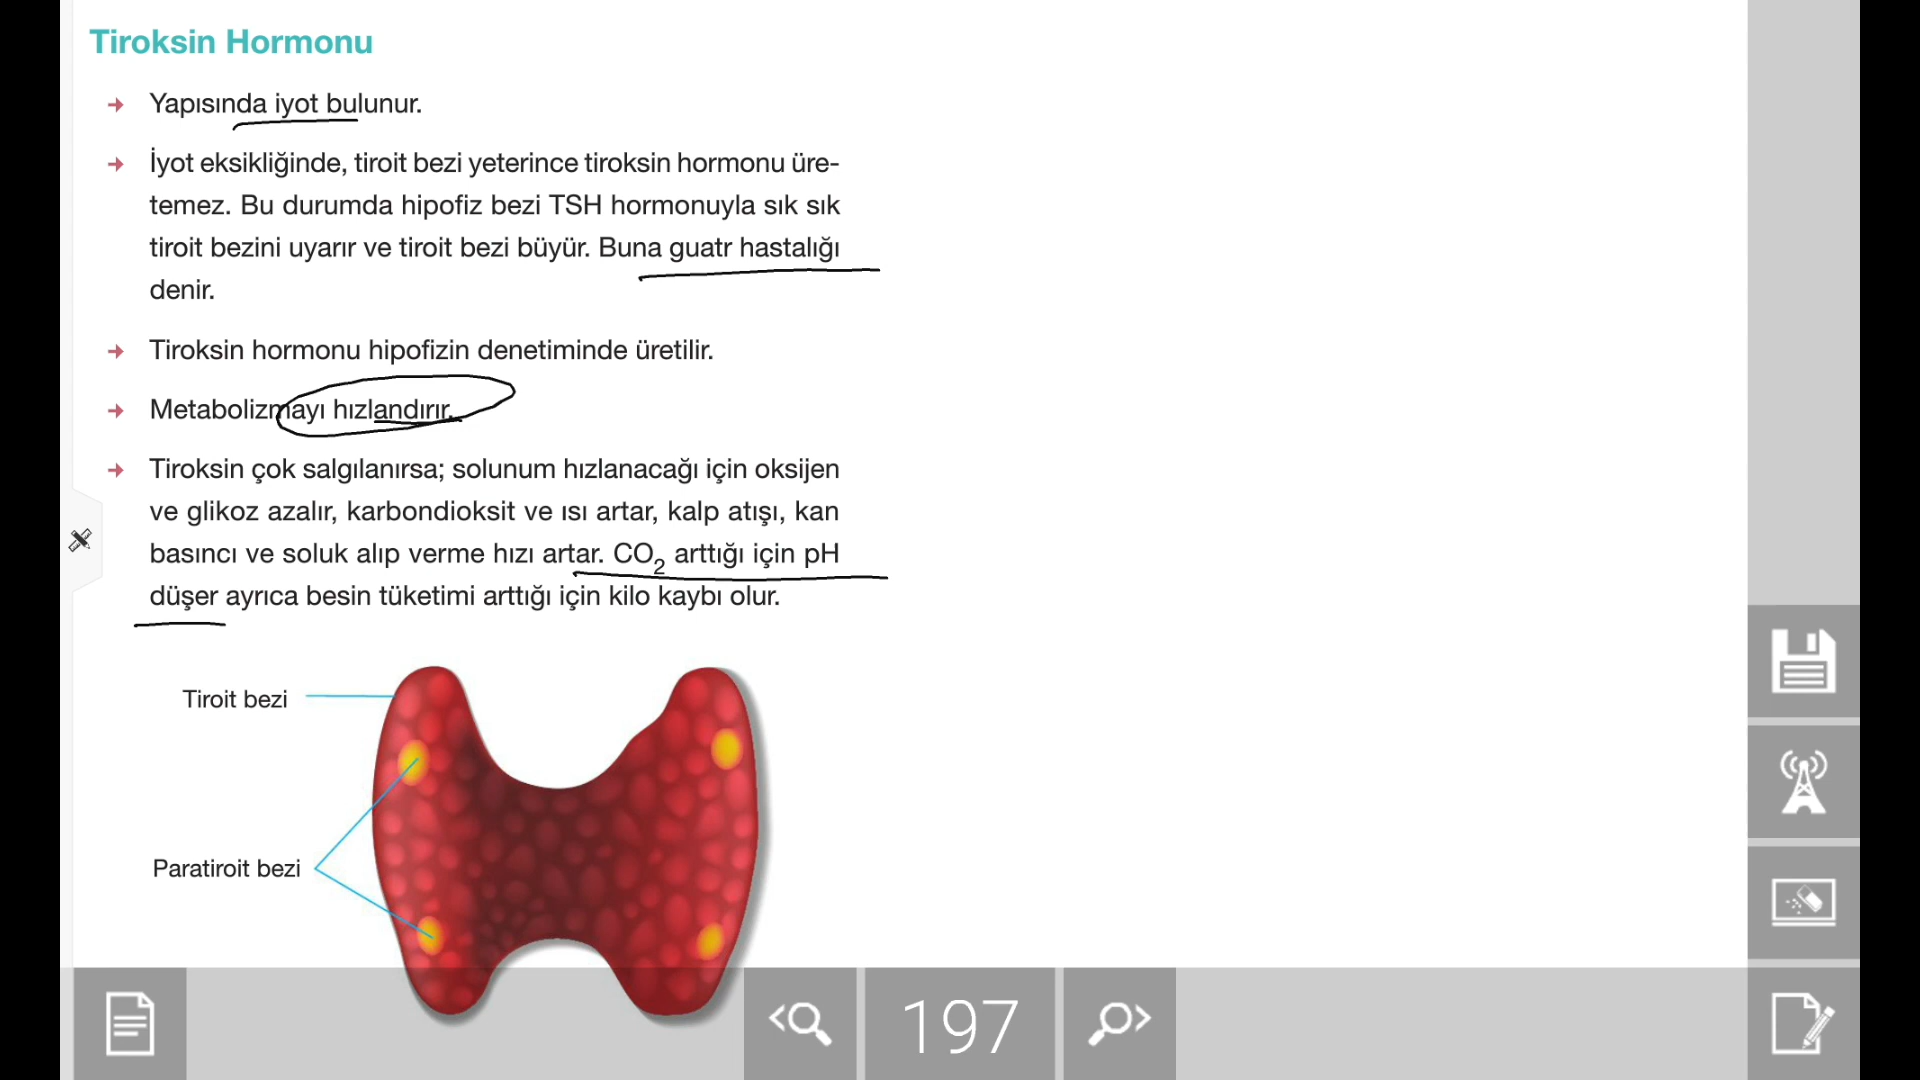 Tiroksin Hormonu
Yapısında iyot bulunur.
İyot eksikliğinde, tiroit bezi yeterince tiroksin hormonu üre-
temez. Bu durumda hipofiz bezi TSH hormonuyla sık sık
tiroit bezini uyarır ve tiroit bezi büyür. Buna guatr hastalığı
denir.
Tiroksin hormonu hipofizin denetiminde üretilir.
Metabolizmayı hızlandırır.
Tiroksin çok salgılanırsa; solunum hızlanacağı için oksijen
ve glikoz azalır, karbondioksit ve ısı artar, kalp atışı, kan
basıncı ve soluk alıp verme hızı artar. CO₂ arttığı için pH
düşer ayrıca besin tüketimi arttığı için kilo kaybı olur.
Tiroit bezi
Paratiroit bezi
197